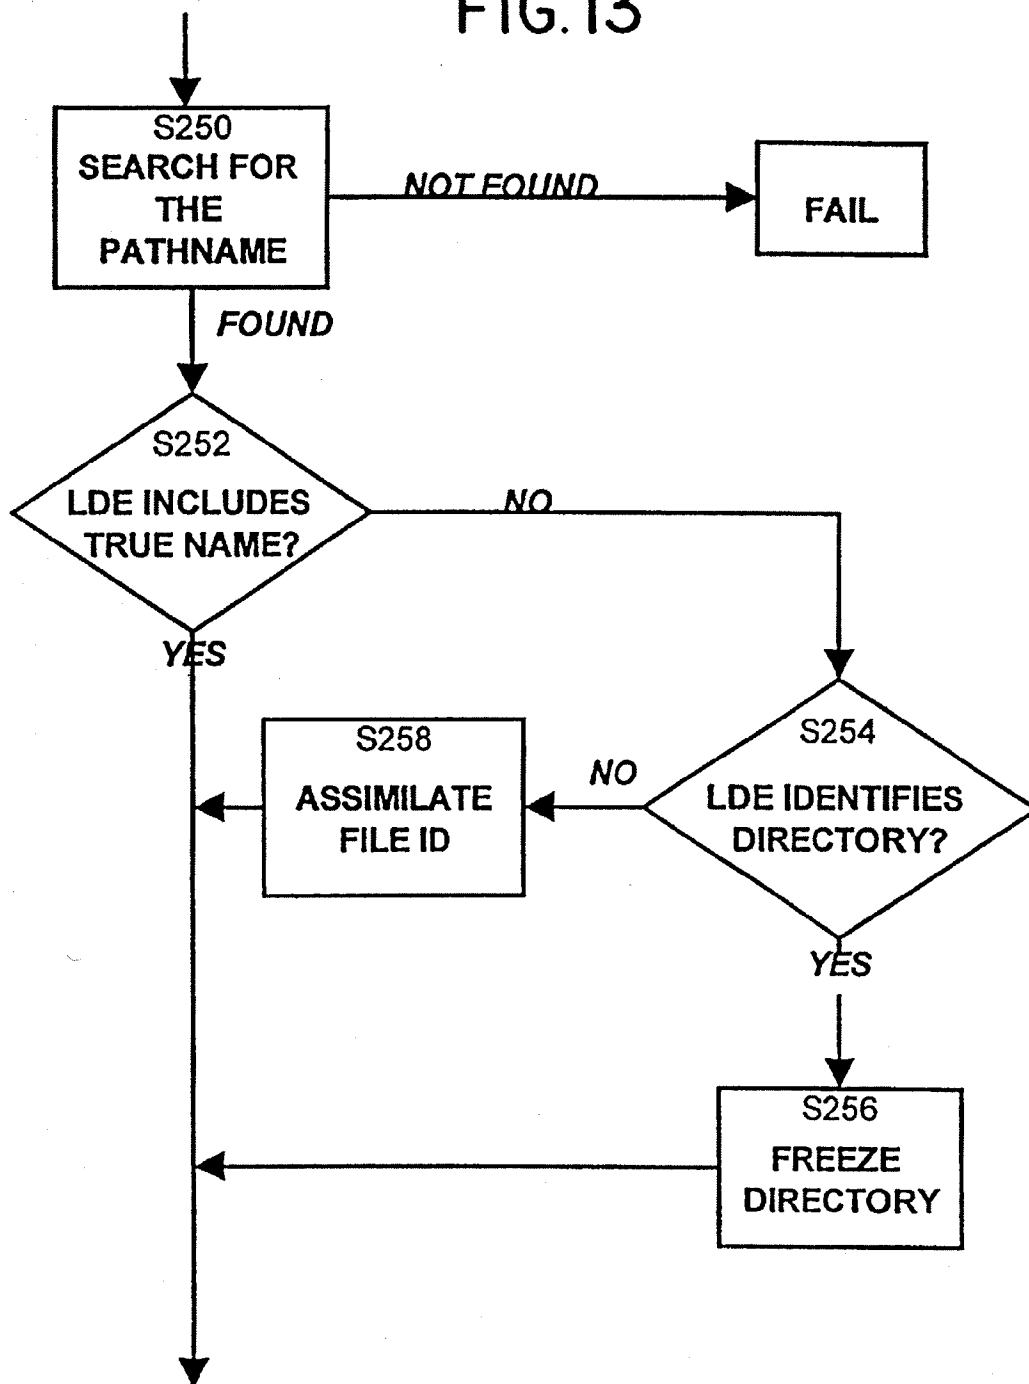 FIG. 13
S250
SEARCH FOR
THE
PATHNAME
NOT FOUND
FAIL
FOUND
S252
LDE INCLUDES
TRUE NAME?
NO
YES
S254
LDE IDENTIFIES
DIRECTORY?
NO
S258
ASSIMILATE
FILE ID
YES
S256
FREEZE
DIRECTORY